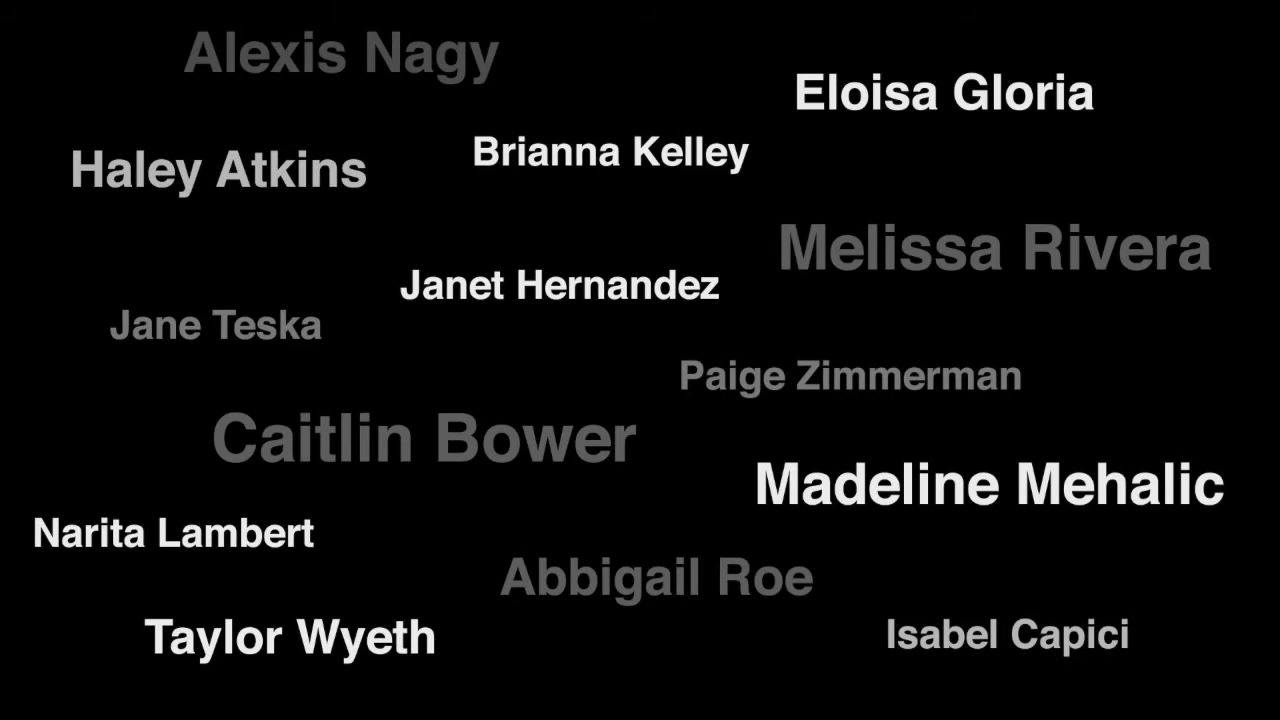 Alexis Nagy
Eloisa Gloria
Brianna Kelley
Haley Atkins
Melissa Rivera
Janet Hernandez
Jane Teska
Paige Zimmerman
Caitlin Bower
Madeline Mehalic
Narita Lambert
Abbigail Roe
Taylor Wyeth
Isabel Capici